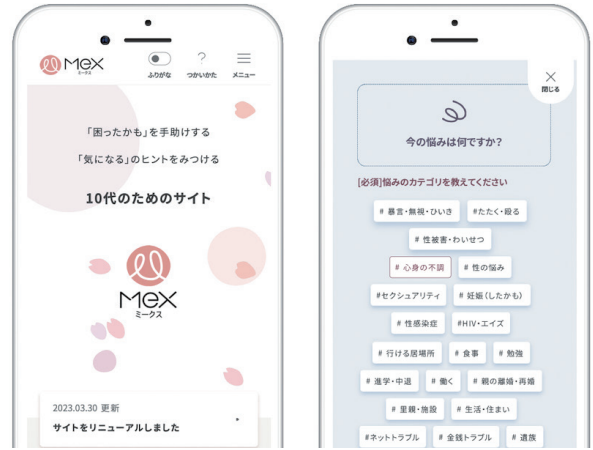 Mex
ミークス
ふりがな
?
つかいかた
メニュー
「困ったかも」を手助けする
「気になる」のヒントをみつける
10代のためのサイト
Mex
ミークス
2023.03.30 更新
サイトをリニューアルしました
閉じる
今の悩みは何ですか?
[必須]悩みのカテゴリを教えてください
# 暴言・無視・ひいき #たたく・殴る
# 性被害・わいせつ
# 心身の不調 # 性の悩み
#セクシュアリティ # 妊娠(したかも)
# 性感染症 #HIV・エイズ
# 行ける居場所 # 食事 # 勉強
# 進学・中退 # 働く # 親の離婚・再婚
# 里親・施設 # 生活・住まい
#ネットトラブル # 金銭トラブル # 遺族